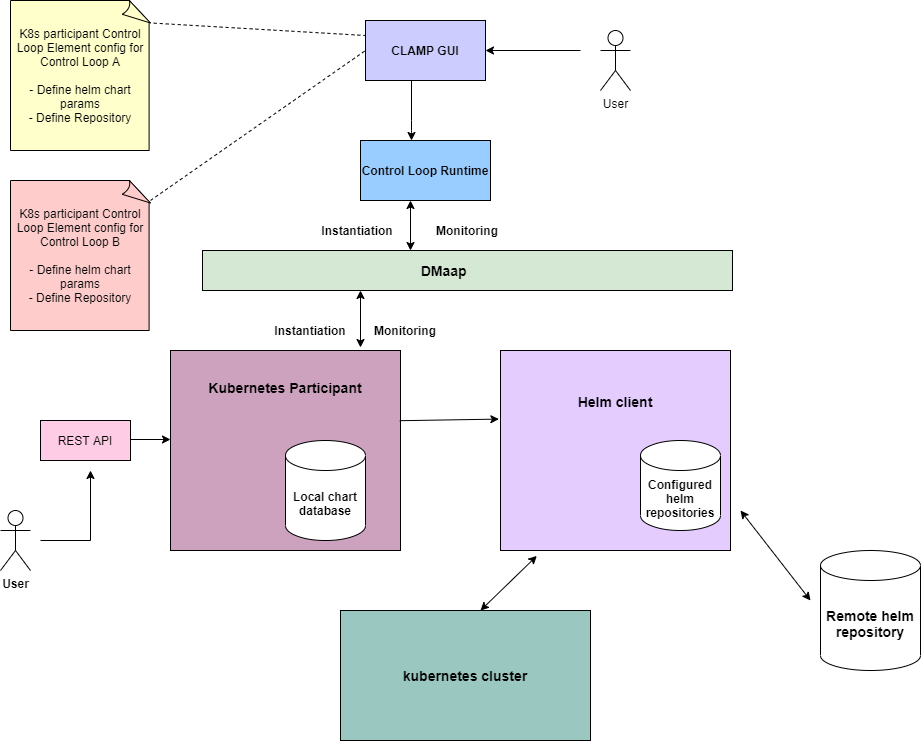 K8s participant Control
Loop Element config for
Control Loop A
- Define helm chart
params
- Define Repository
CLAMP GUI
User
Control Loop Runtime
K8s participant Control
Loop Element config for
Control Loop B
- Define helm chart
params
- Define Repository
Instantiation
Monitoring
DMaap
Instantiation
Monitoring
Kubernetes Participant
Helm client
REST API
Local chart
database
Configured
helm
repositories
User
Remote helm
repository
kubernetes cluster